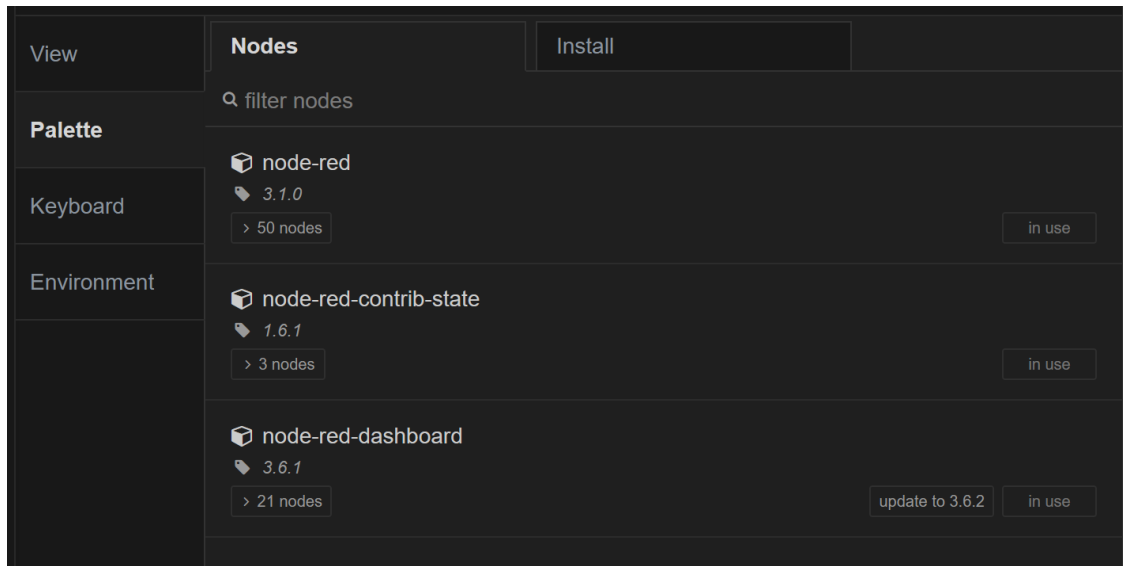 View
Palette
Keyboard
Environment
Nodes
Install
filter nodes
node-red
3.1.0
> 50 nodes
in use
node-red-contrib-state
1.6.1
> 3 nodes
in use
node-red-dashboard
3.6.1
> 21 nodes
update to 3.6.2
in use